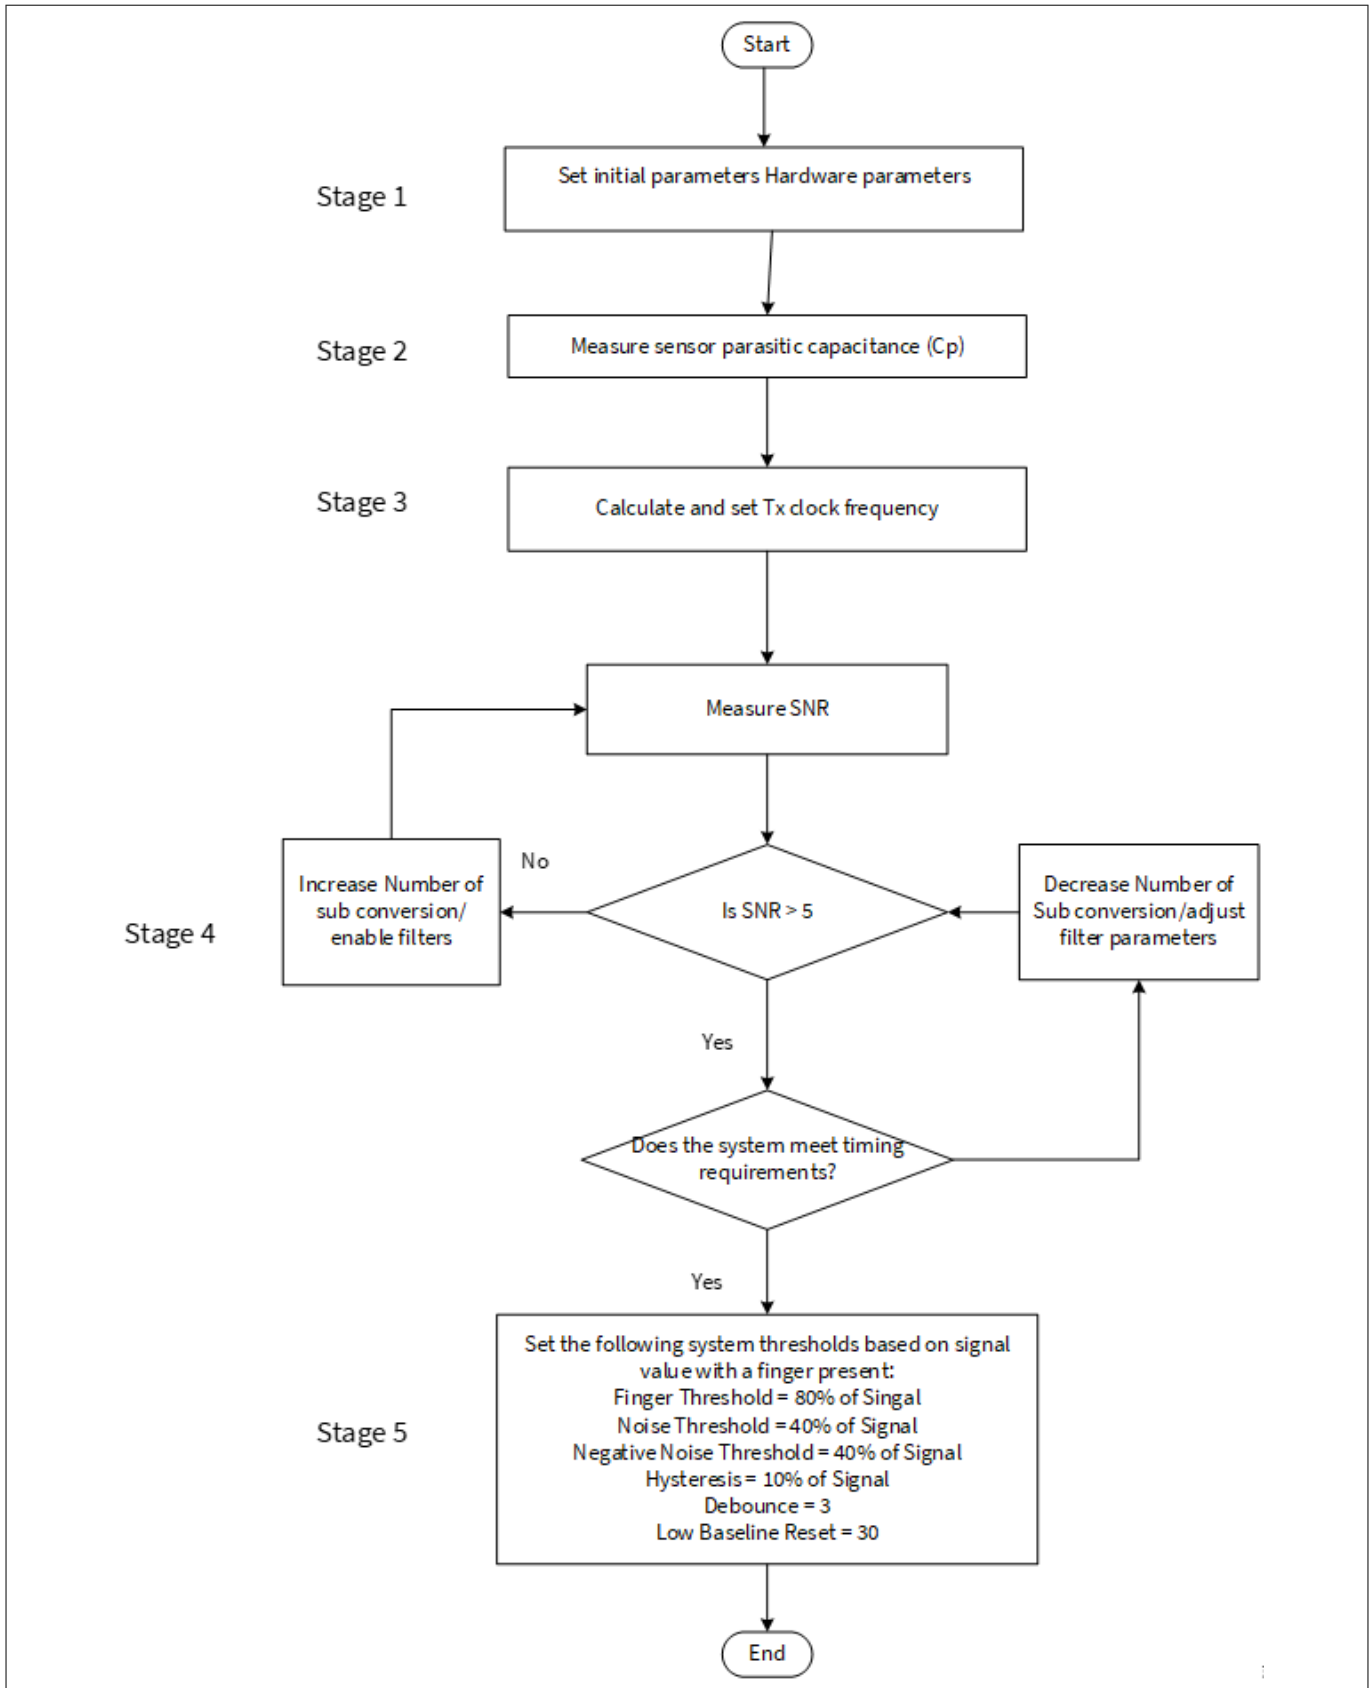 Start
Stage 1
Set initial parameters Hardware parameters
Stage 2
Measure sensor parasitic capacitance (Cp)
Stage 3
Calculate and set Tx clock frequency
Measure SNR
Stage 4
Increase Number of
sub conversion/
enable filters
No
Is SNR > 5
Decrease Number of
Sub conversion/adjust
filter parameters
Yes
Does the system meet timing
requirements?
Yes
Stage 5
Set the following system thresholds based on signal
value with a finger present:
Finger Threshold = 80% of Singal
Noise Threshold = 40% of Signal
Negative Noise Threshold = 40% of Signal
Hysteresis = 10% of Signal
Debounce = 3
Low Baseline Reset = 30
End